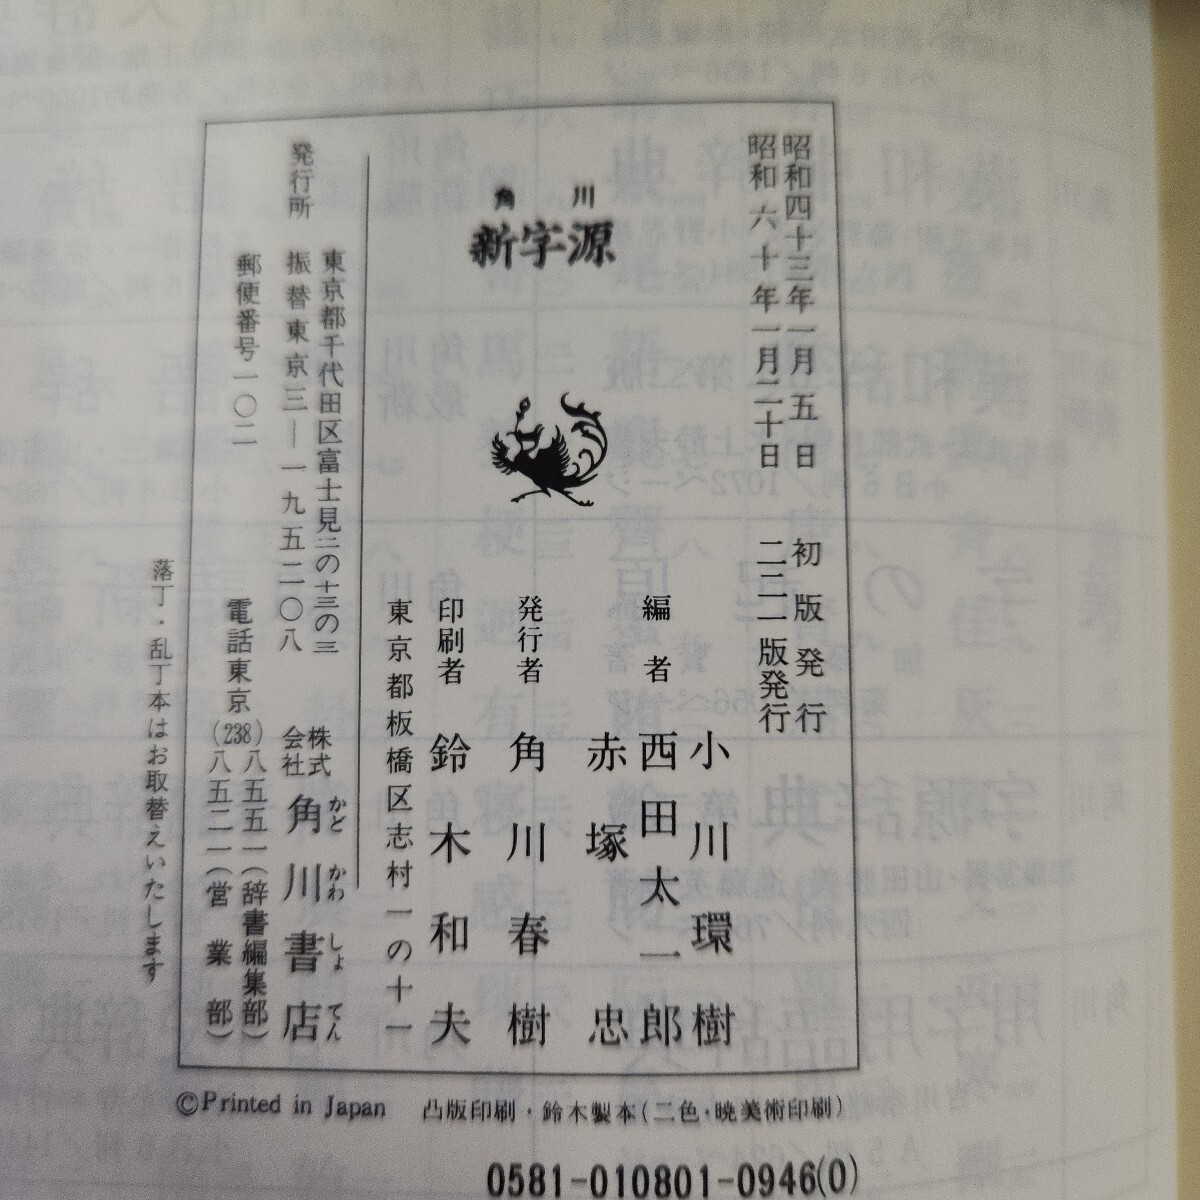 昭和四十三年一月五日 初版発行
昭和六十年一月二十日 二二一版発行
角川
新字源
編者 小川環樹
西田太一郎
赤塚忠
発行者 角川春樹
印刷者 鈴木和夫
東京都板橋区志村一の十一
発行所 株式会社 角川書店
かどかわしょてん
東京都千代田区富士見二の十三の三
振替東京三―一九五二〇八
郵便番号一〇二
電話東京(238)八五五一(辞書編集部)
八五二一(営業部)
落丁・乱丁本はお取替えいたします
©Printed in Japan 凸版印刷・鈴木製本(二色・暁美術印刷)
0581-010801-0946(0)